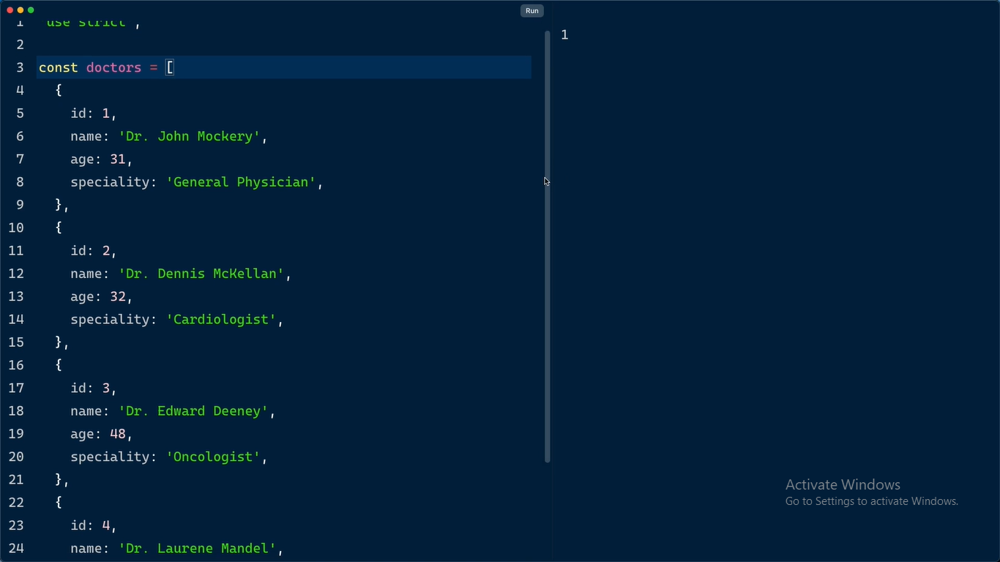 Run
1 'use strict',
2
3 const doctors = [
4 {
5 id: 1,
6 name: 'Dr. John Mockery',
7 age: 31,
8 speciality: 'General Physician',
9 },
10 {
11 id: 2,
12 name: 'Dr. Dennis McKellan',
13 age: 32,
14 speciality: 'Cardiologist',
15 },
16 {
17 id: 3,
18 name: 'Dr. Edward Deeney',
19 age: 48,
20 speciality: 'Oncologist',
21 },
22 {
23 id: 4,
24 name: 'Dr. Laurene Mandel',
1
Activate Windows
Go to Settings to activate Windows.